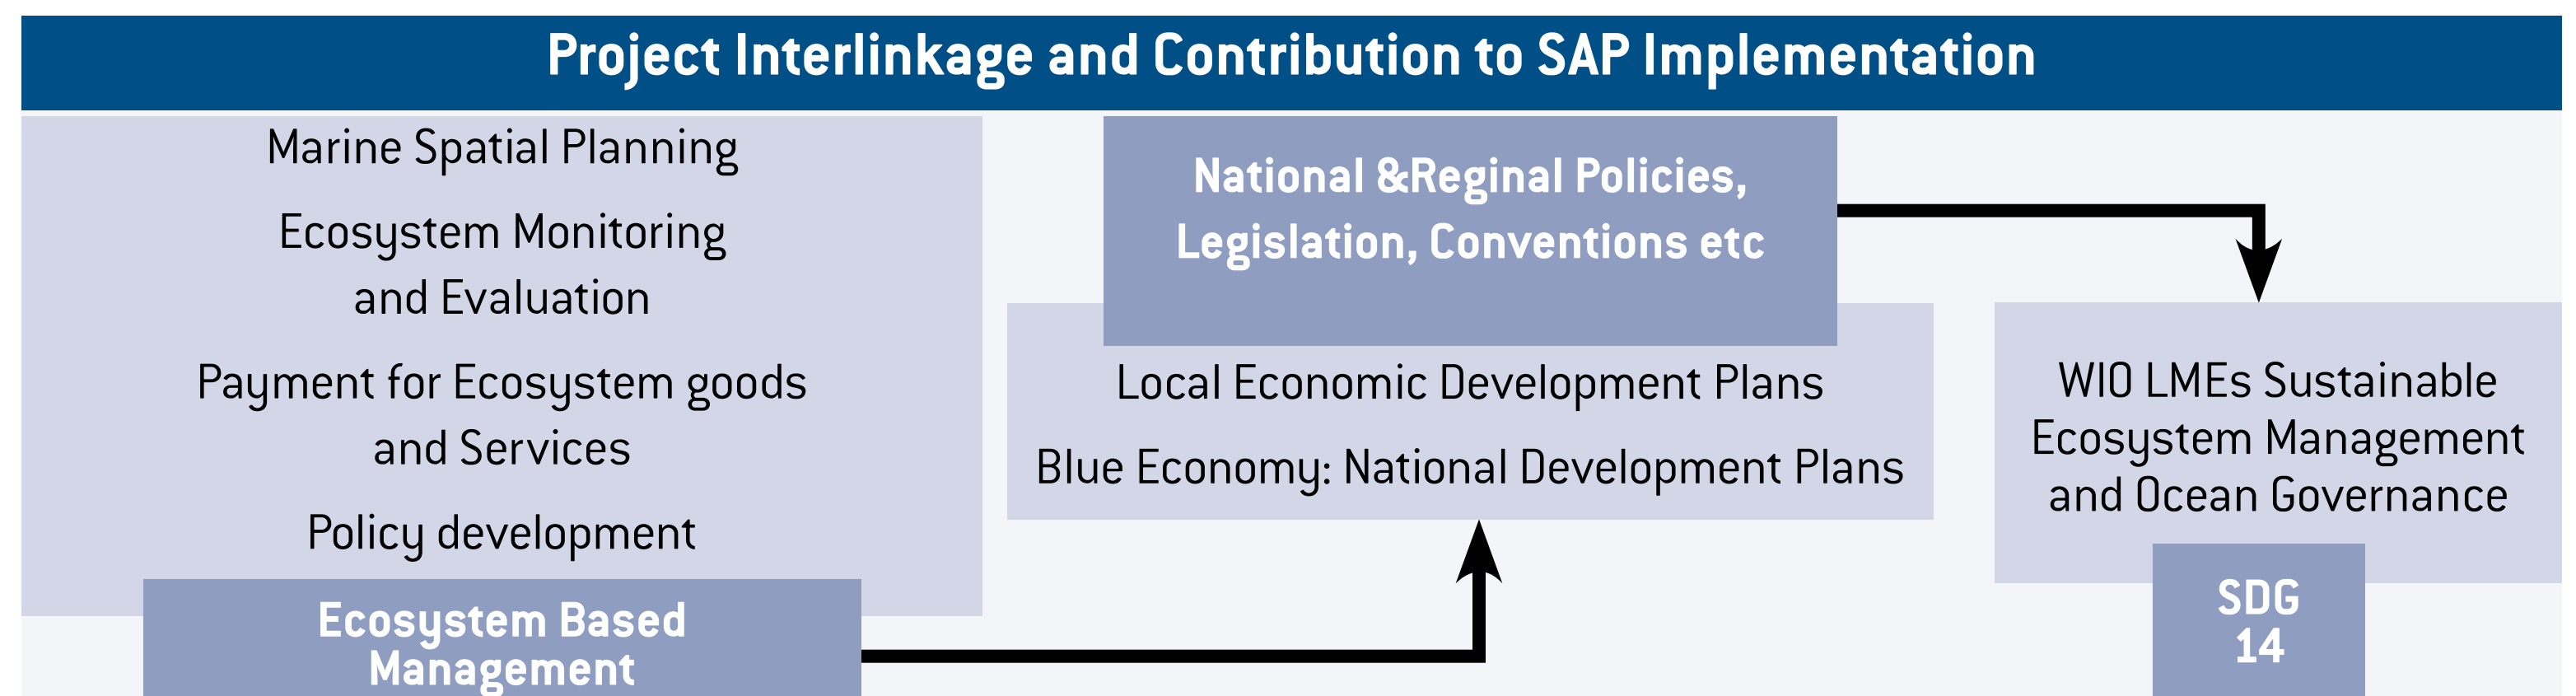 Project Interlinkage and Contribution to SAP Implementation
Marine Spatial Planning
Ecosystem Monitoring
and Evaluation
Payment for Ecosystem goods
and Services
Policy development
Ecosystem Based
Management
National &Reginal Policies,
Legislation, Conventions etc
Local Economic Development Plans
Blue Economy: National Development Plans
WIO LMEs Sustainable
Ecosystem Management
and Ocean Governance
SDG
14